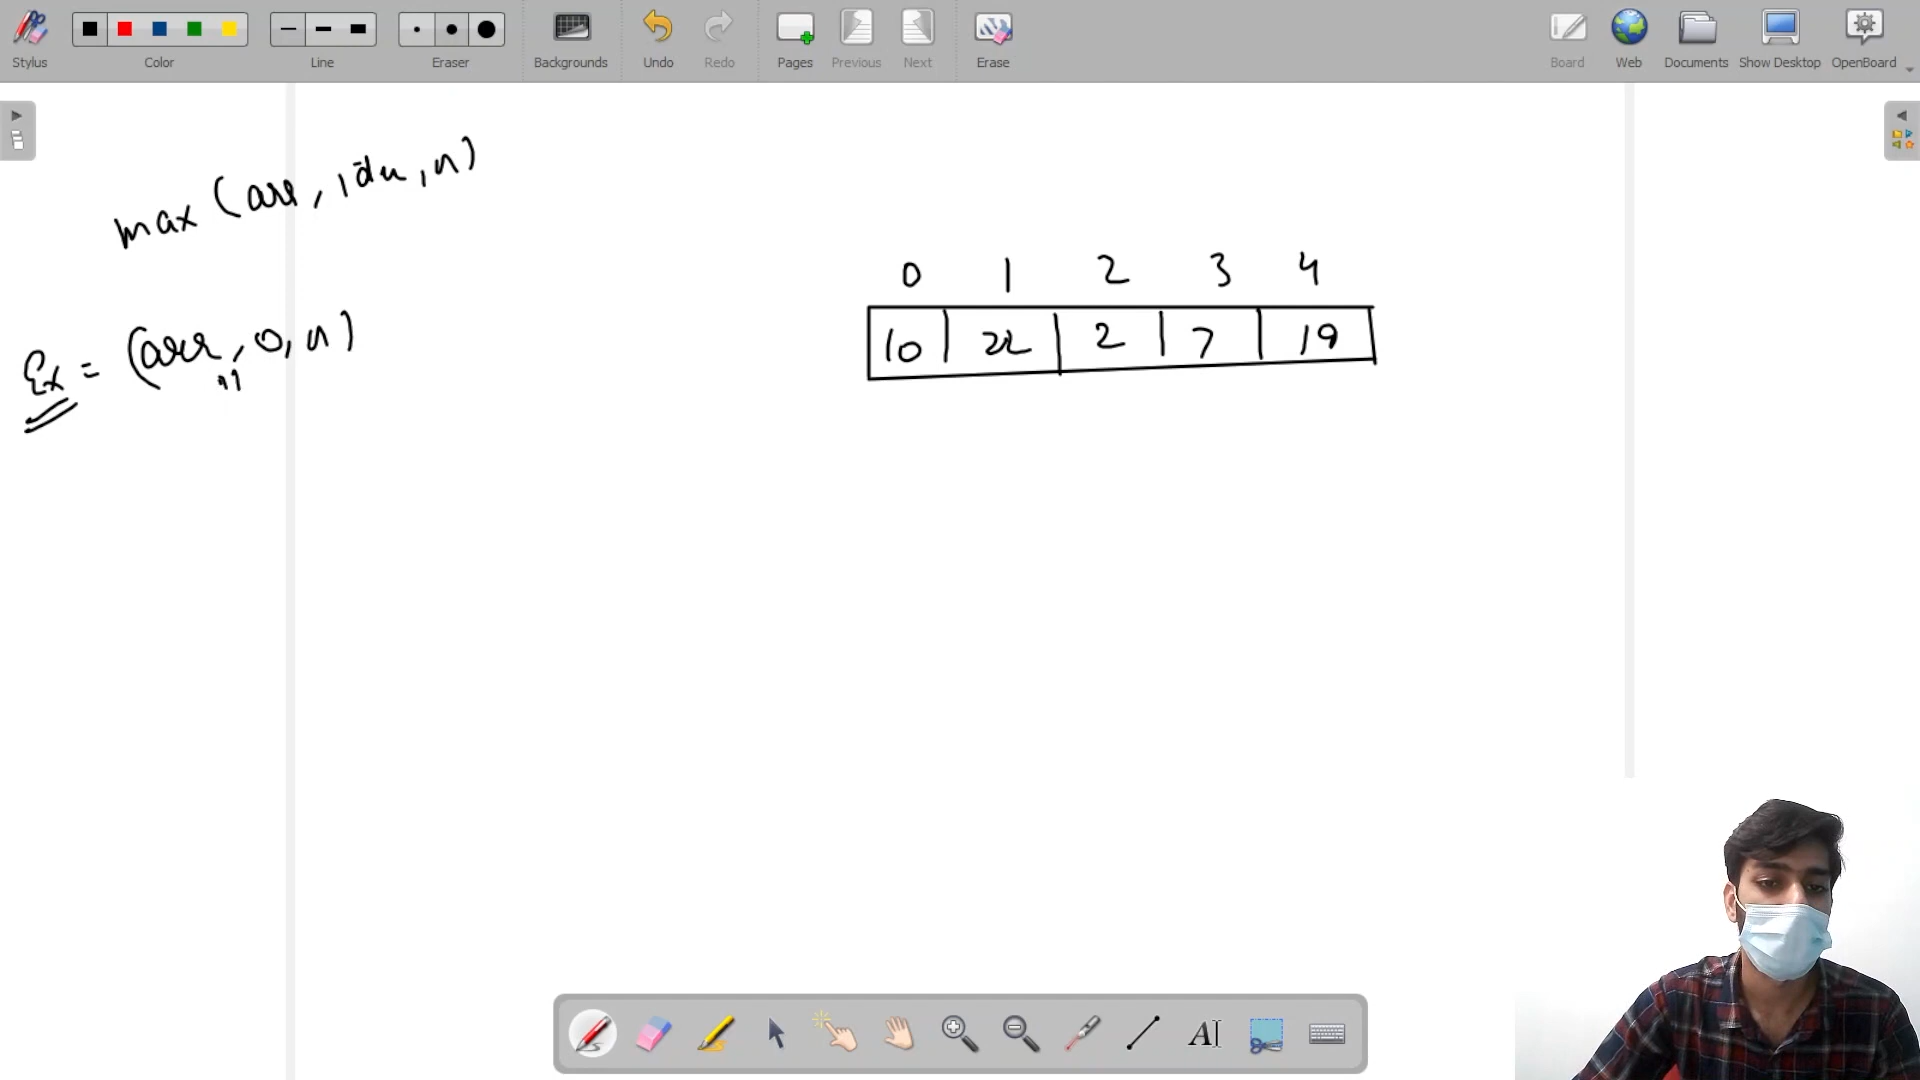 Stylus Color Line Eraser Backgrounds Undo Redo Pages Previous Next Erase Board Web Documents Show Desktop OpenBoard
max (arr, idx, n)
0 1 2 3 4
10 22 2 7 19
Ex = (arr, 0, n)